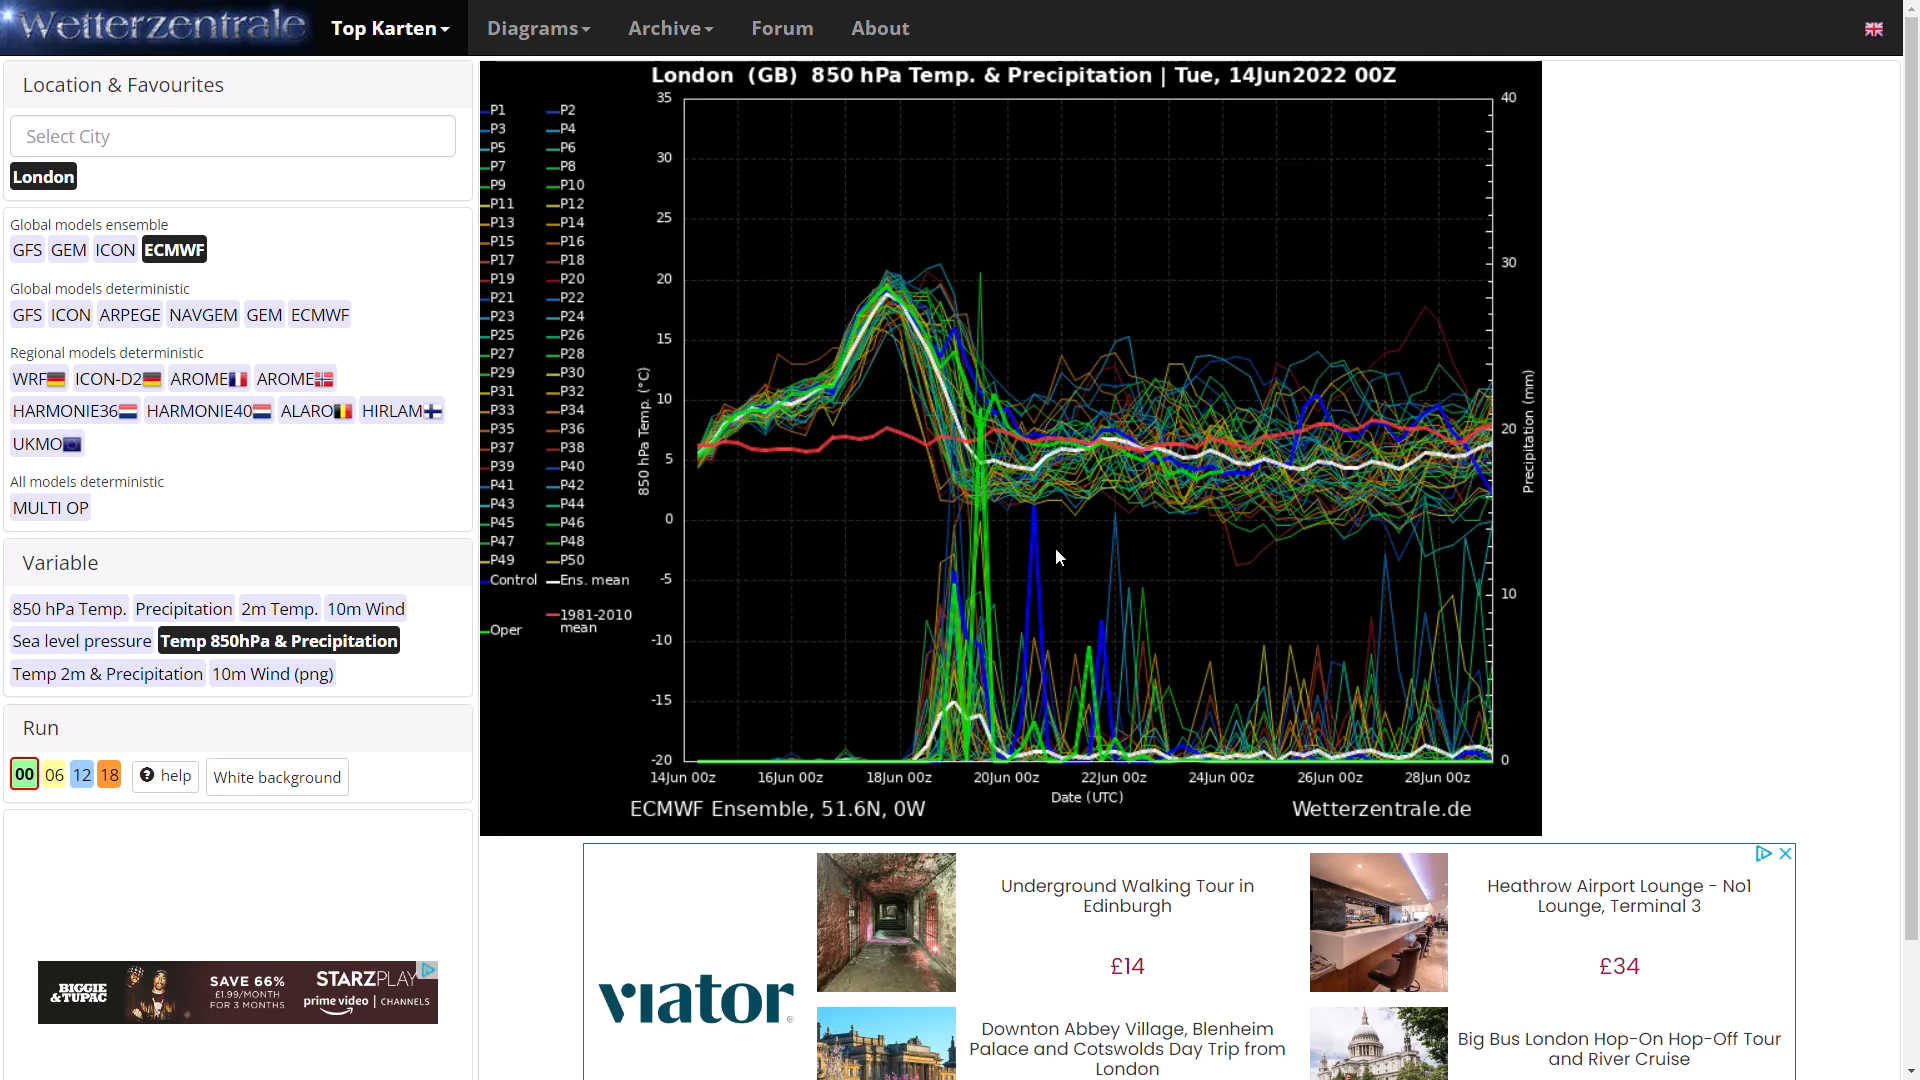 Wetterzentrale
Top Karten
Diagrams
Archive
Forum
About
Location & Favourites
Select City
London
Global models ensemble
GFS GEM ICON ECMWF
Global models deterministic
GFS ICON ARPEGE NAVGEM GEM ECMWF
Regional models deterministic
WRF ICON-D2 AROME AROME
HARMONIE36 HARMONIE40 ALARO HIRLAM
UKMO
All models deterministic
MULTI OP
Variable
850 hPa Temp. Precipitation 2m Temp. 10m Wind
Sea level pressure Temp 850hPa & Precipitation
Temp 2m & Precipitation 10m Wind (png)
Run
00 06 12 18 help White background
BIGGIE & TUPAC
SAVE 66%
£1.99/MONTH
FOR 3 MONTHS
STARZPLAY
prime video | CHANNELS
London (GB) 850 hPa Temp. & Precipitation | Tue, 14Jun2022 00Z
P1 P2
P3 P4
P5 P6
P7 P8
P9 P10
P11 P12
P13 P14
P15 P16
P17 P18
P19 P20
P21 P22
P23 P24
P25 P26
P27 P28
P29 P30
P31 P32
P33 P34
P35 P36
P37 P38
P39 P40
P41 P42
P43 P44
P45 P46
P47 P48
P49 P50
Control Ens. mean
Oper 1981-2010 mean
850 hPa Temp. (°C)
35
30
25
20
15
10
5
0
-5
-10
-15
-20
40
30
20
10
0
Precipitation (mm)
14Jun 00z 16Jun 00z 18Jun 00z 20Jun 00z 22Jun 00z 24Jun 00z 26Jun 00z 28Jun 00z
Date (UTC)
ECMWF Ensemble, 51.6N, 0W
Wetterzentrale.de
viator
Underground Walking Tour in
Edinburgh
£14
Heathrow Airport Lounge - No1
Lounge, Terminal 3
£34
Downton Abbey Village, Blenheim
Palace and Cotswolds Day Trip from
London
Big Bus London Hop-On Hop-Off Tour
and River Cruise